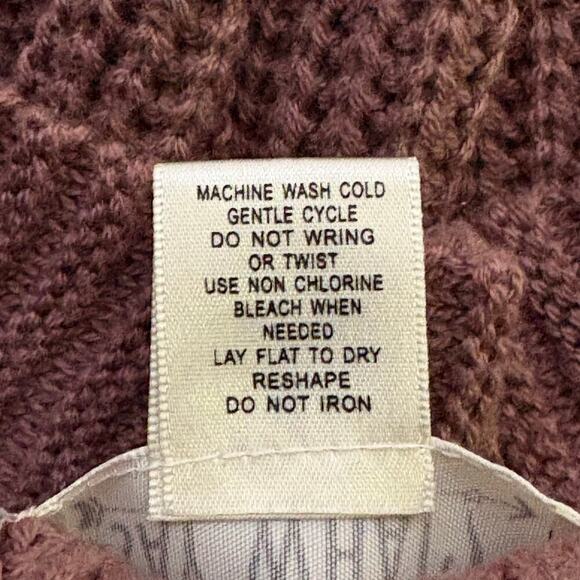 MACHINE WASH COLD
GENTLE CYCLE
DO NOT WRING
OR TWIST
USE NON CHLORINE
BLEACH WHEN
NEEDED
LAY FLAT TO DRY
RESHAPE
DO NOT IRON